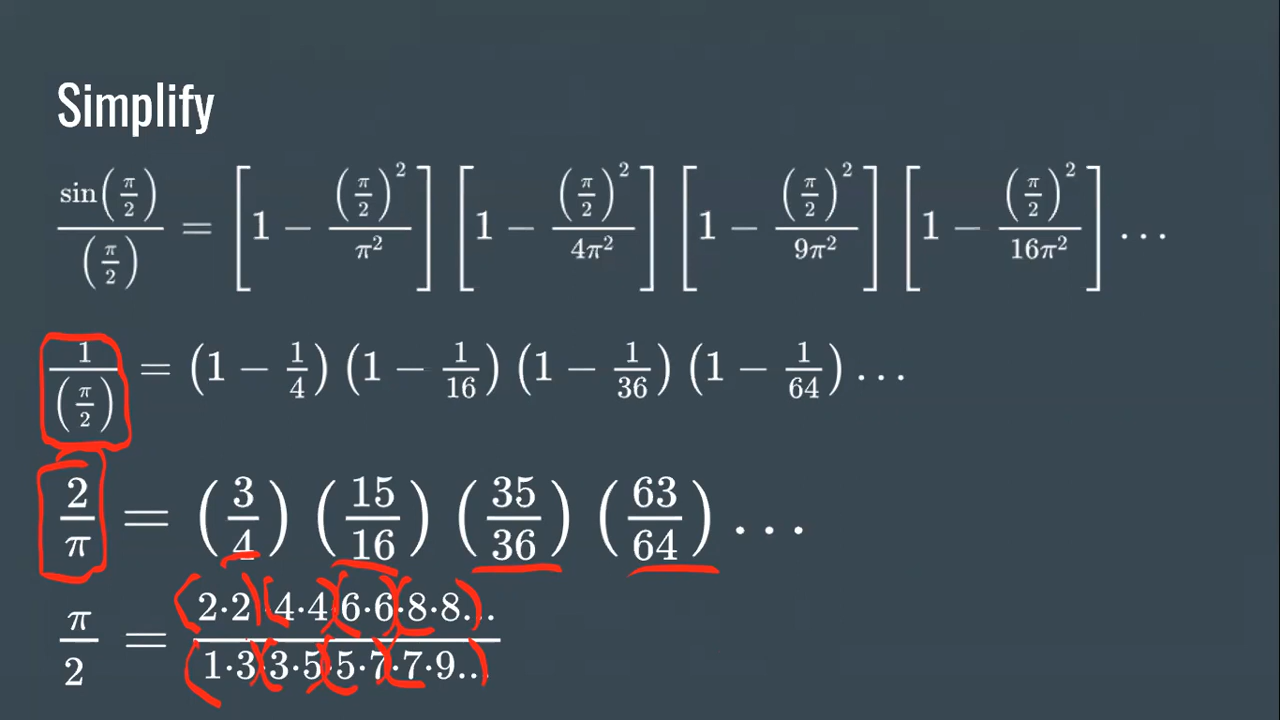 Simplify
sin(π/2)/(π/2) = [1 − (π/2)²/π²] [1 − (π/2)²/4π²] [1 − (π/2)²/9π²] [1 − (π/2)²/16π²] ...
1/(π/2) = (1 − 1/4) (1 − 1/16) (1 − 1/36) (1 − 1/64) ...
2/π = (3/4) (15/16) (35/36) (63/64) ...
π/2 = 2·2·4·4·6·6·8·8.../1·3·3·5·5·7·7·9...